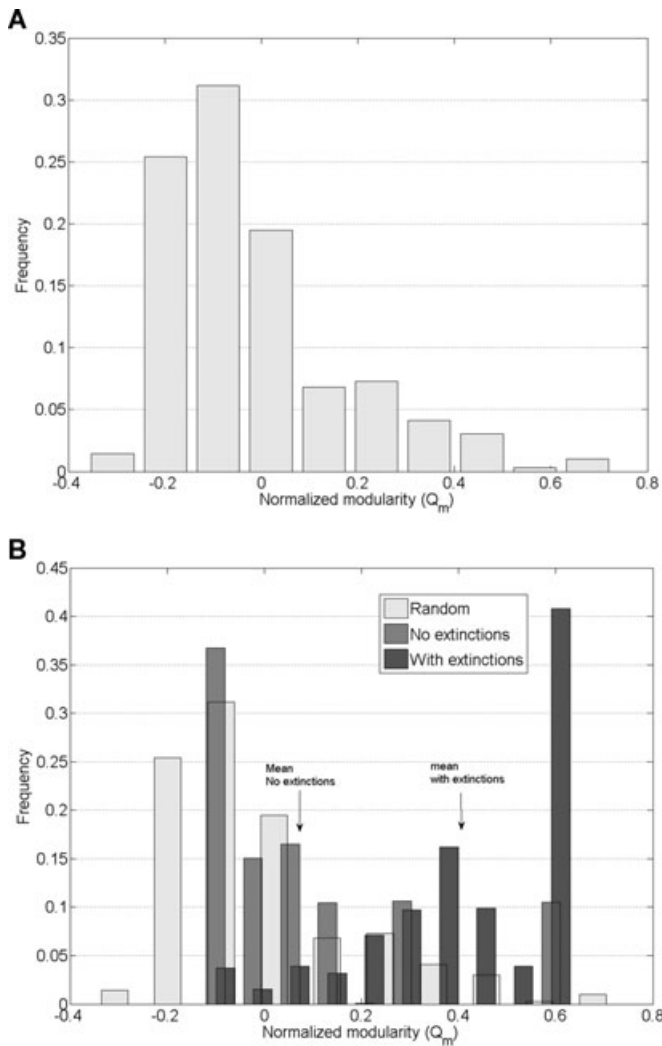 A
0.35
0.3
0.25
0.2
0.15
0.1
0.05
0
Frequency
-0.4 -0.2 0 0.2 0.4 0.6 0.8
Normalized modularity (Qm)
B
0.45
0.4
0.35
0.3
0.25
0.2
0.15
0.1
0.05
0
Frequency
Random
No extinctions
With extinctions
Mean
No extinctions
mean
with extinctions
-0.4 -0.2 0 0.2 0.4 0.6 0.8
Normalized modularity (Qm)